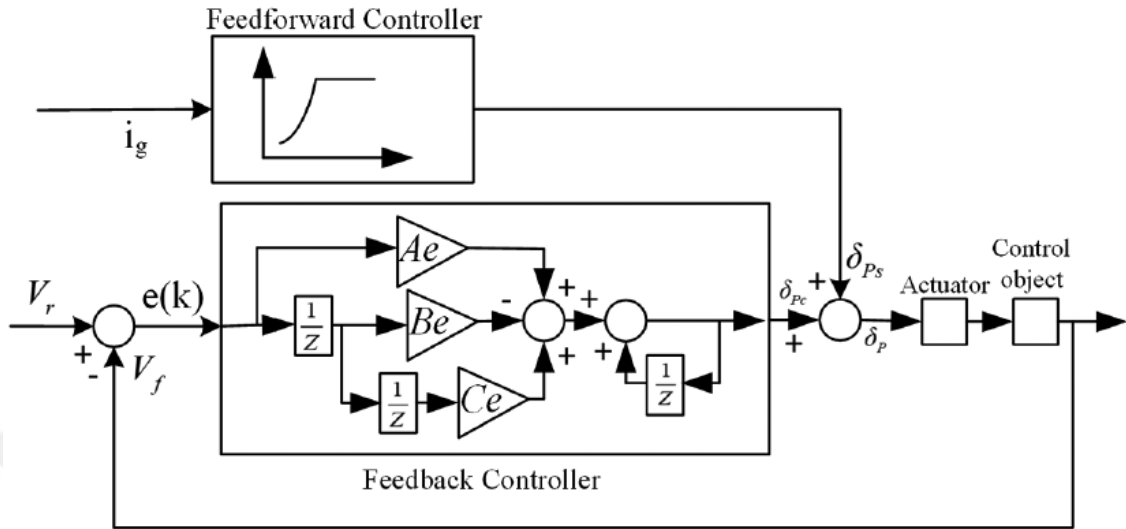 Feedforward Controller
i_g
V_r
+
-
V_f
e(k)
1/z
1/z
Ae
Be
Ce
-
+
+
+
+
1/z
δ_Pc
+
+
δ_Ps
δ_P
Actuator
Control
object
Feedback Controller